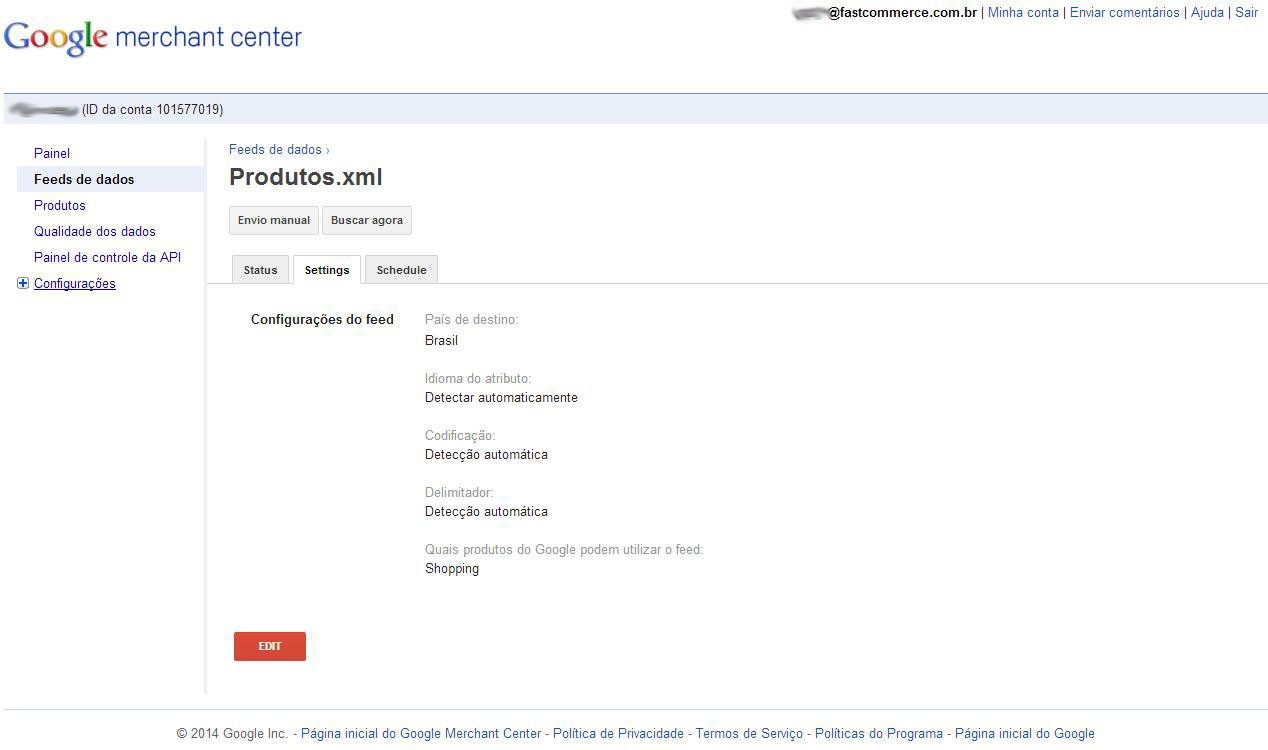 @fastcommerce.com.br | Minha conta | Enviar comentários | Ajuda | Sair
Google merchant center
(ID da conta 101577019)
Painel
Feeds de dados
Produtos
Qualidade dos dados
Painel de controle da API
Configurações
Feeds de dados ›
Produtos.xml
Envio manual Buscar agora
Status Settings Schedule
Configurações do feed
País de destino:
Brasil
Idioma do atributo:
Detectar automaticamente
Codificação:
Detecção automática
Delimitador:
Detecção automática
Quais produtos do Google podem utilizar o feed:
Shopping
EDIT
© 2014 Google Inc. - Página inicial do Google Merchant Center - Política de Privacidade - Termos de Serviço - Políticas do Programa - Página inicial do Google